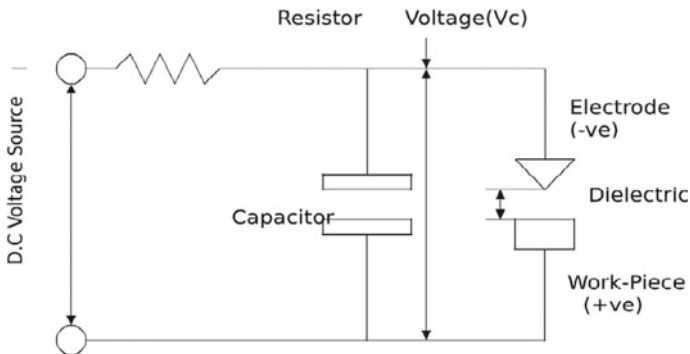 Resistor
Voltage(Vc)
D.C Voltage Source
Electrode
(-ve)
Capacitor
Dielectric
Work-Piece
(+ve)